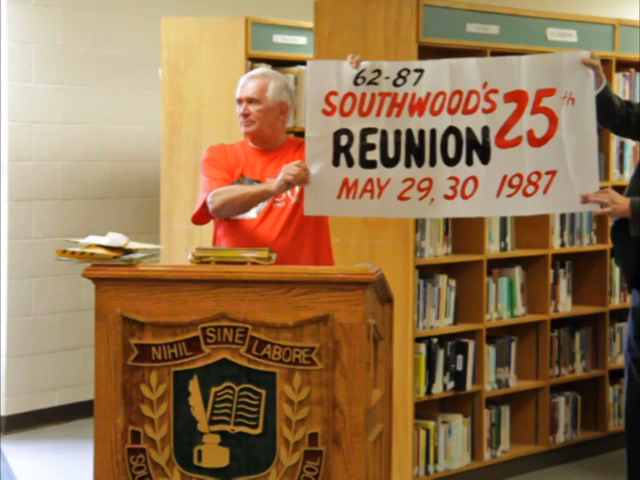 62-87
SOUTHWOOD'S 25th
REUNION
MAY 29, 30 1987
NIHIL SINE LABORE